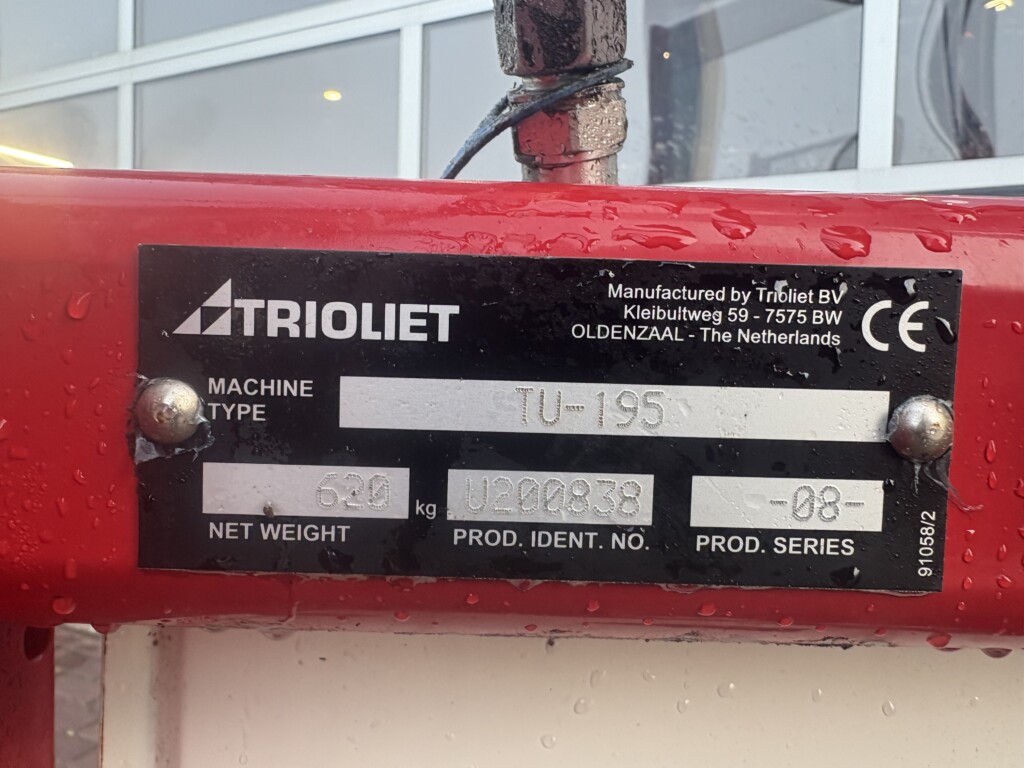 TRIOLIET
Manufactured by Trioliet BV
Kleibultweg 59 - 7575 BW
OLDENZAAL - The Netherlands
CE
MACHINE
TYPE
TU-195
620 kg
NET WEIGHT
U200838
PROD. IDENT. NO.
-08-
PROD. SERIES
91058/2